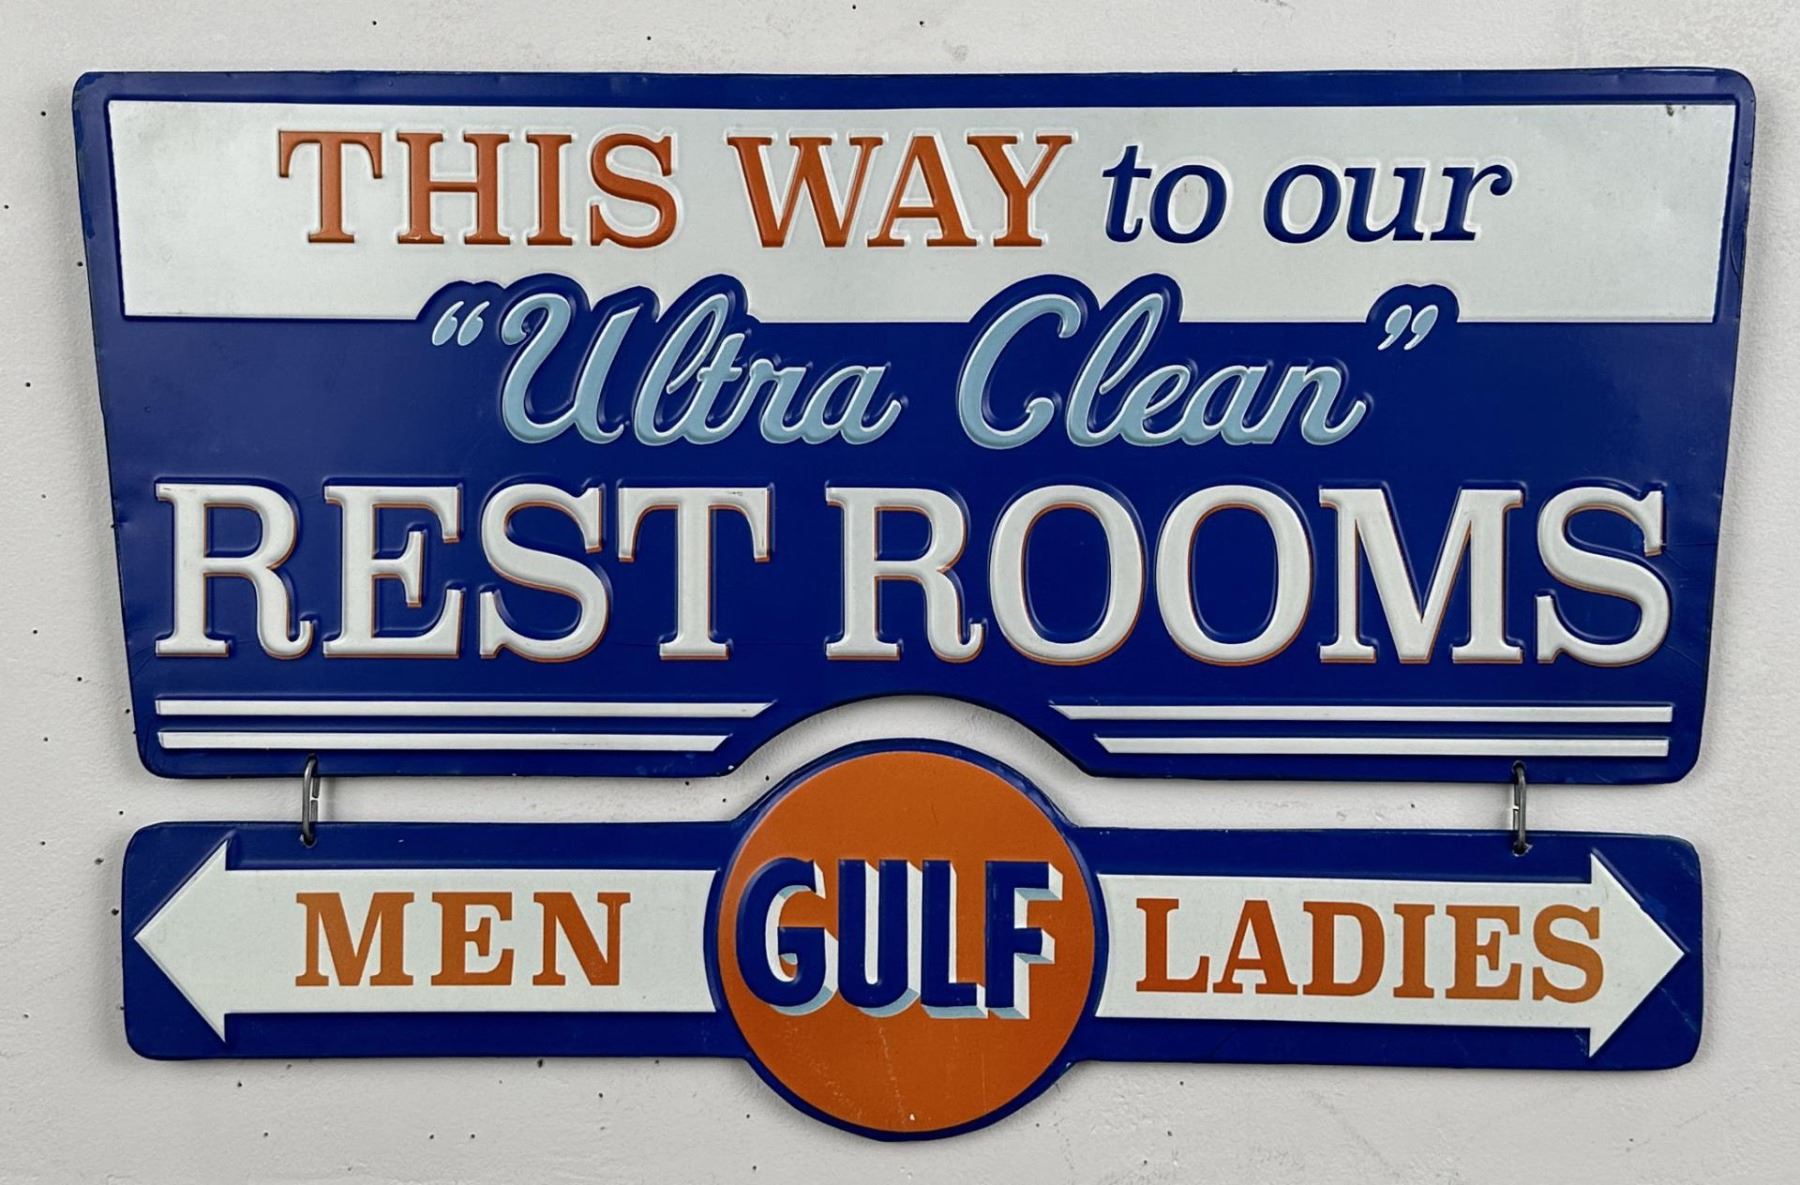 THIS WAY to our
“Ultra Clean”
REST ROOMS
MEN GULF LADIES